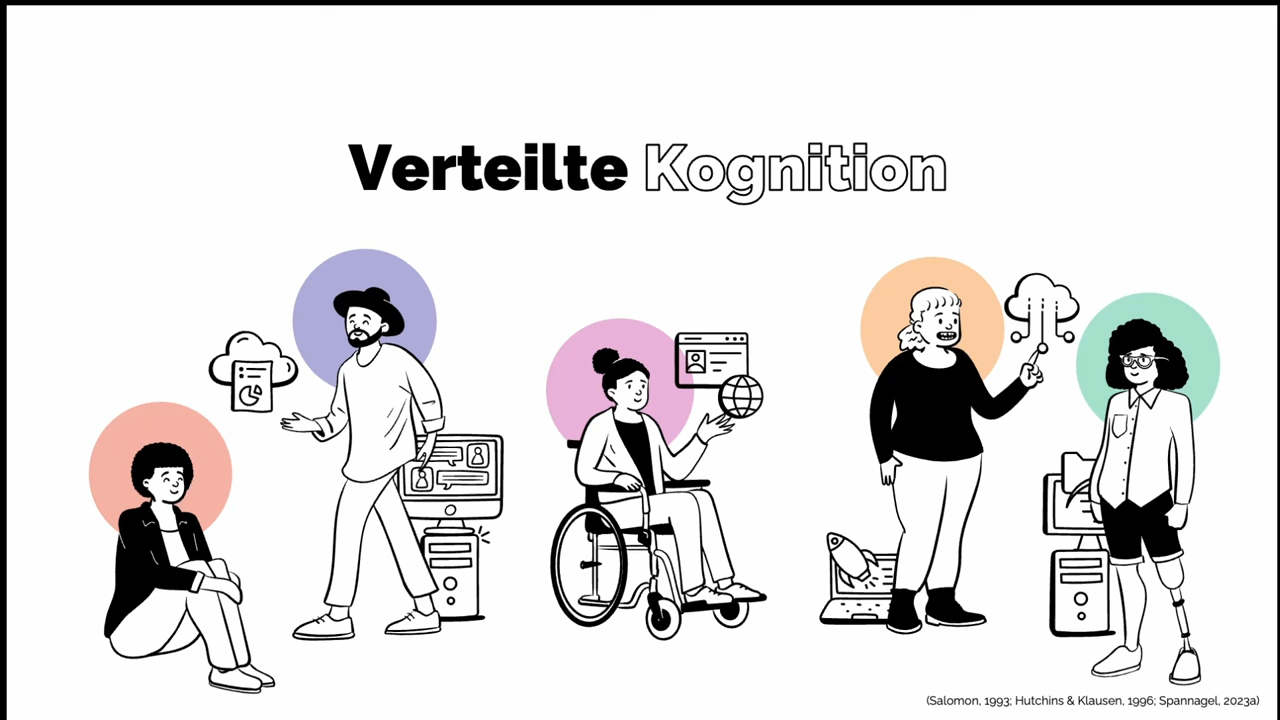 Verteilte Kognition
(Salomon, 1993; Hutchins & Klausen, 1996; Spannagel, 2023a)